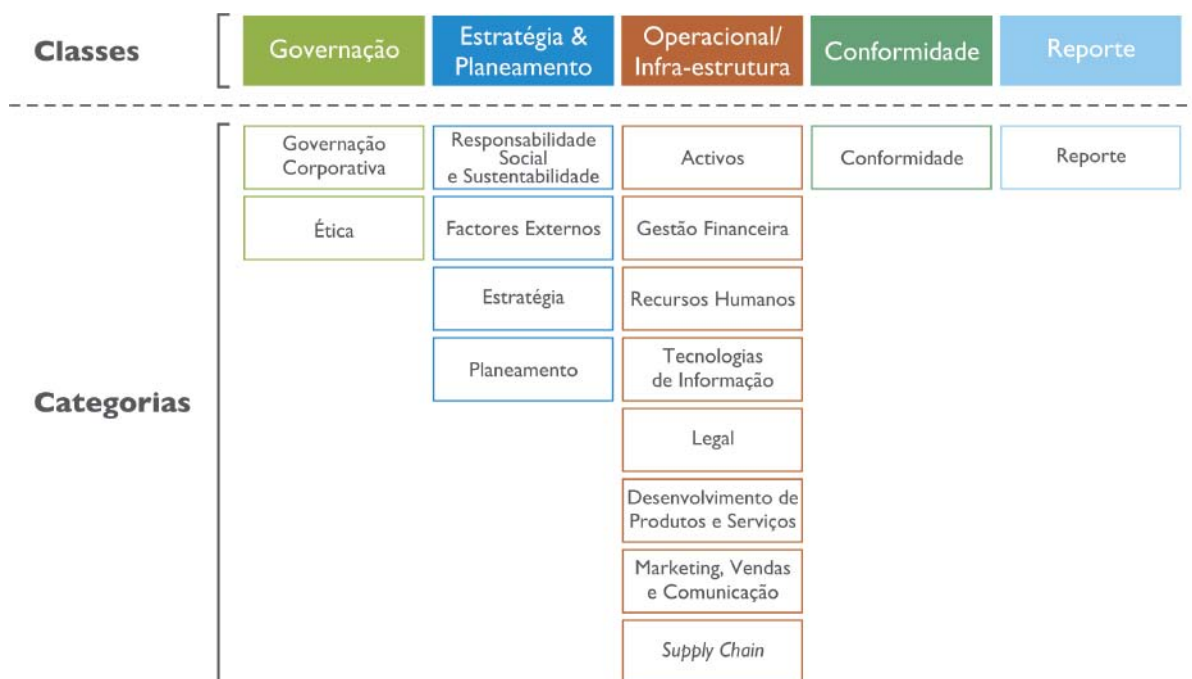 Classes
Governação
Estratégia &
Planeamento
Operacional/
Infra-estrutura
Conformidade
Reporte
Categorias
Governação
Corporativa
Ética
Responsabilidade
Social
e Sustentabilidade
Factores Externos
Estratégia
Planeamento
Activos
Gestão Financeira
Recursos Humanos
Tecnologias
de Informação
Legal
Desenvolvimento de
Produtos e Serviços
Marketing, Vendas
e Comunicação
Supply Chain
Conformidade
Reporte